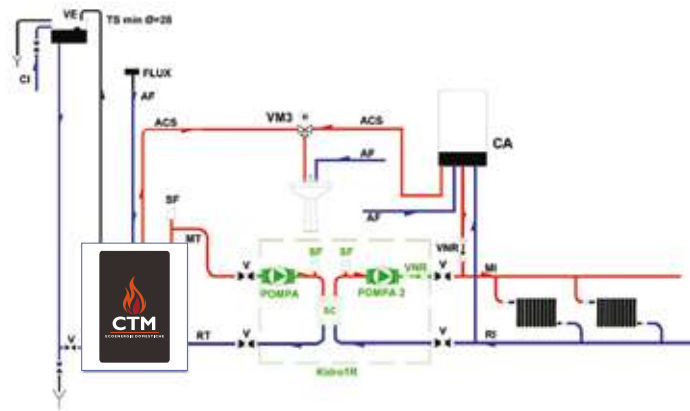 VE
TS min Ø=28
CI
FLUX
AF
ACS
VM3
ACS
AF
CA
AF
SF
MT
VNR
V
SF
SF
VNR
V
V
MI
POMPA
POMPA 2
CTM
SC
V
RT
V
V
RI
Kidro1R